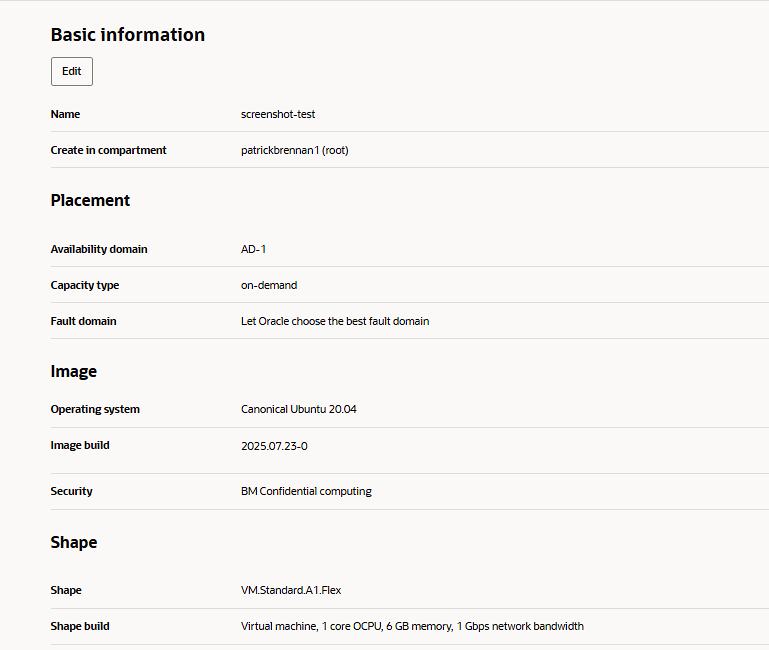 Basic information
Edit
Name screenshot-test
Create in compartment patrickbrennan1 (root)
Placement
Availability domain AD-1
Capacity type on-demand
Fault domain Let Oracle choose the best fault domain
Image
Operating system Canonical Ubuntu 20.04
Image build 2025.07.23-0
Security BM Confidential computing
Shape
Shape VM.Standard.A1.Flex
Shape build Virtual machine, 1 core OCPU, 6 GB memory, 1 Gbps network bandwidth